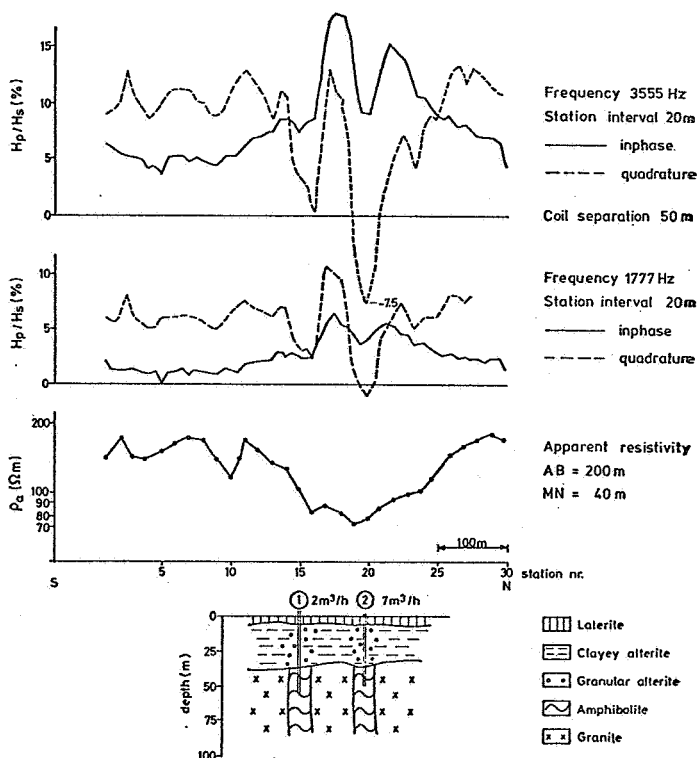 15
10
5
0
Hp/Hs (%)
-7.5
Frequency 3555 Hz
Station interval 20m
inphase.
quadrature
Coil separation 50m
10
5
0
Hp/Hs (%)
Frequency 1777 Hz
Station interval 20m
inphase
quadrature
200
100
90
80
70
ρa (Ωm)
Apparent resistivity
AB = 200 m
MN = 40 m
100m
5 10 15 20 25 30 station nr.
S N
1 2m³/h 2 7m³/h
0
25
50
75
100
depth (m)
Laterite
Clayey alterite
Granular alterite
Amphibolite
Granite